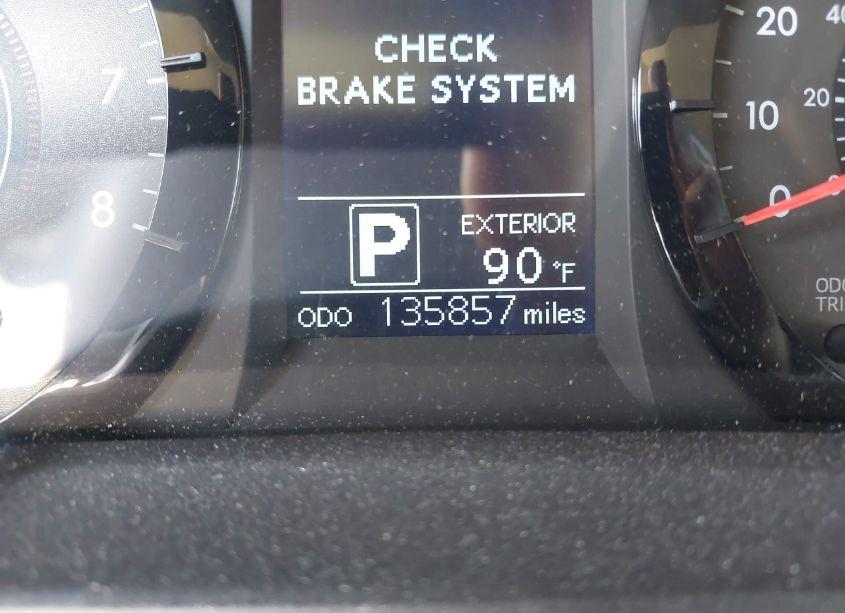 CHECK
BRAKE SYSTEM
P
EXTERIOR
90 °F
ODO 135857 miles
7
8
20
10
0
20